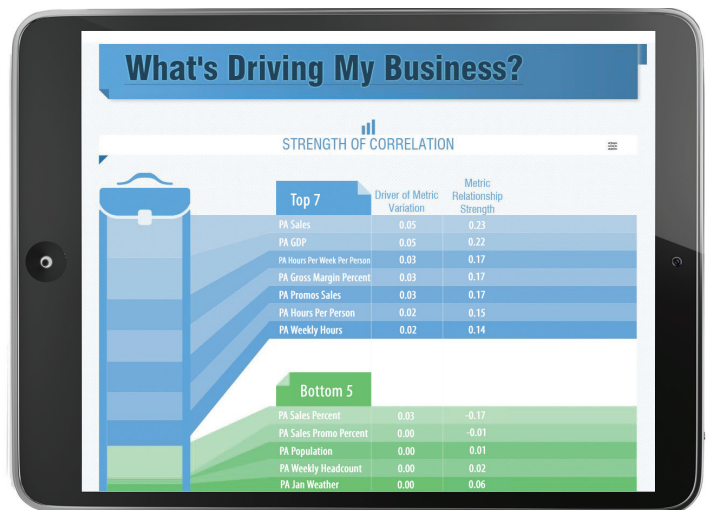 What's Driving My Business?
STRENGTH OF CORRELATION
Top 7
Driver of Metric
Variation
Metric
Relationship
Strength
PA Sales 0.05 0.23
PA GDP 0.05 0.22
PA Hours Per Week Per Person 0.03 0.17
PA Gross Margin Percent 0.03 0.17
PA Promos Sales 0.03 0.17
PA Hours Per Person 0.02 0.15
PA Weekly Hours 0.02 0.14
Bottom 5
PA Sales Percent 0.03 -0.17
PA Sales Promo Percent 0.00 -0.01
PA Population 0.00 0.01
PA Weekly Headcount 0.00 0.02
PA Jan Weather 0.00 0.06